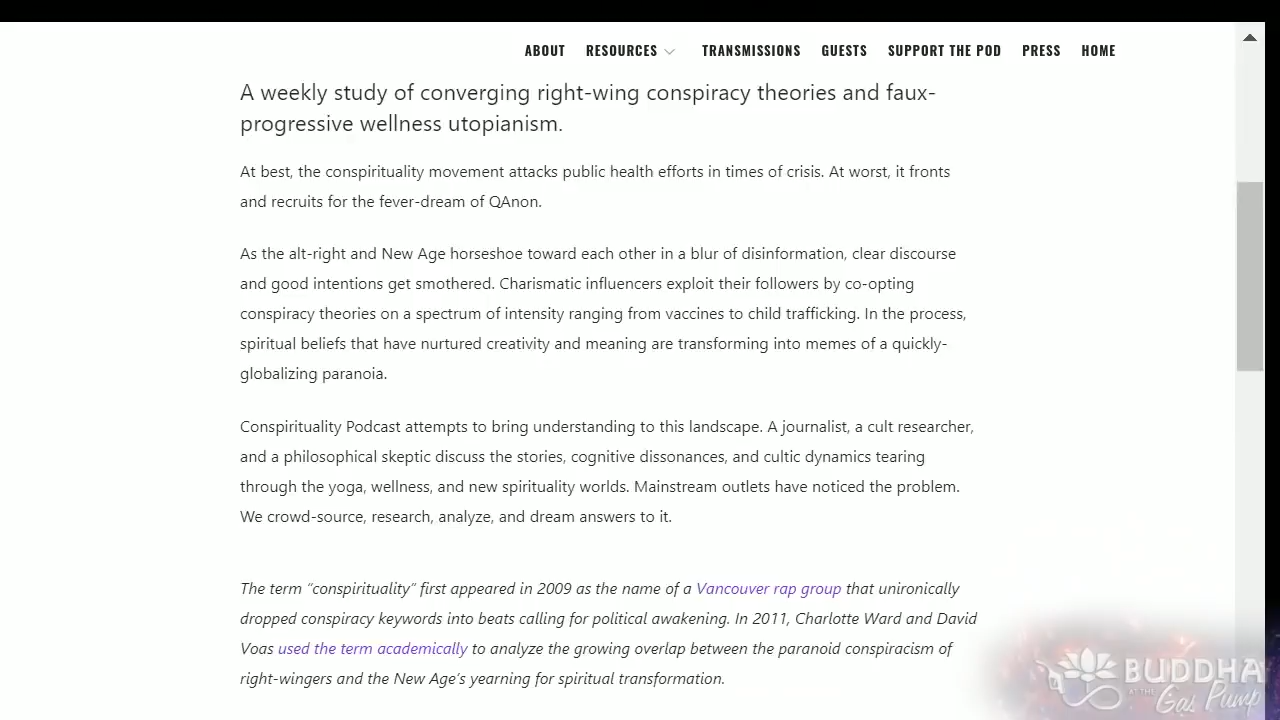 ABOUT RESOURCES TRANSMISSIONS GUESTS SUPPORT THE POD PRESS HOME
A weekly study of converging right-wing conspiracy theories and faux-
progressive wellness utopianism.
At best, the conspirituality movement attacks public health efforts in times of crisis. At worst, it fronts
and recruits for the fever-dream of QAnon.
As the alt-right and New Age horseshoe toward each other in a blur of disinformation, clear discourse
and good intentions get smothered. Charismatic influencers exploit their followers by co-opting
conspiracy theories on a spectrum of intensity ranging from vaccines to child trafficking. In the process,
spiritual beliefs that have nurtured creativity and meaning are transforming into memes of a quickly-
globalizing paranoia.
Conspirituality Podcast attempts to bring understanding to this landscape. A journalist, a cult researcher,
and a philosophical skeptic discuss the stories, cognitive dissonances, and cultic dynamics tearing
through the yoga, wellness, and new spirituality worlds. Mainstream outlets have noticed the problem.
We crowd-source, research, analyze, and dream answers to it.
The term “conspirituality” first appeared in 2009 as the name of a Vancouver rap group that unironically
dropped conspiracy keywords into beats calling for political awakening. In 2011, Charlotte Ward and David
Voas used the term academically to analyze the growing overlap between the paranoid conspiracism of
right-wingers and the New Age’s yearning for spiritual transformation.
BUDDHA
AT THE Gas Pump